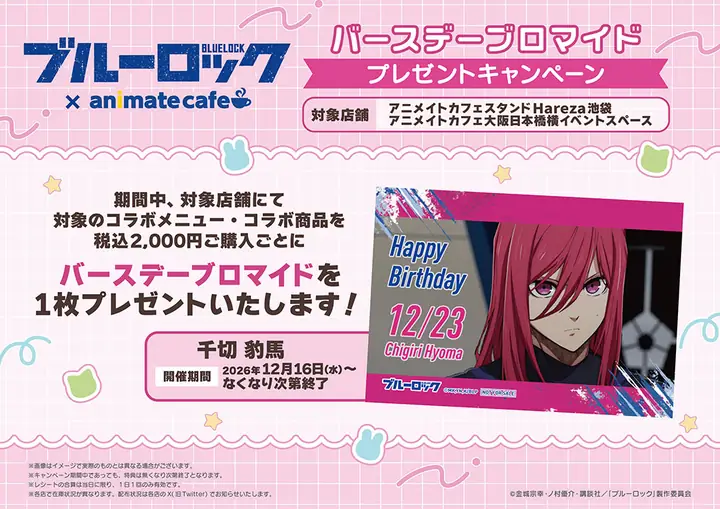 ブルーロック
BLUELOCK
× animatecafe
バースデーブロマイド
プレゼントキャンペーン
対象店舗
アニメイトカフェスタンドHareza池袋
アニメイトカフェ大阪日本橋横イベントスペース
期間中、対象店舗にて
対象のコラボメニュー・コラボ商品を
税込2,000円ご購入ごとに
バースデーブロマイドを
1枚プレゼントいたします!
千切 豹馬
開催期間
2026年12月16日(水)～
なくなり次第終了
Happy
Birthday
12/23
Chigiri Hyoma
ブルーロック
※画像はイメージで実際のものとは異なる場合がございます。
※キャンペーン期間中であっても、特典は無くなり次第終了となります。
※レシートの合算は当日に限り、1日1回のみ有効です。
※各店で在庫状況が異なります。配布状況は各店のX(旧Twitter)でお知らせいたします。
©金城宗幸・ノ村優介・講談社／「ブルーロック」製作委員会